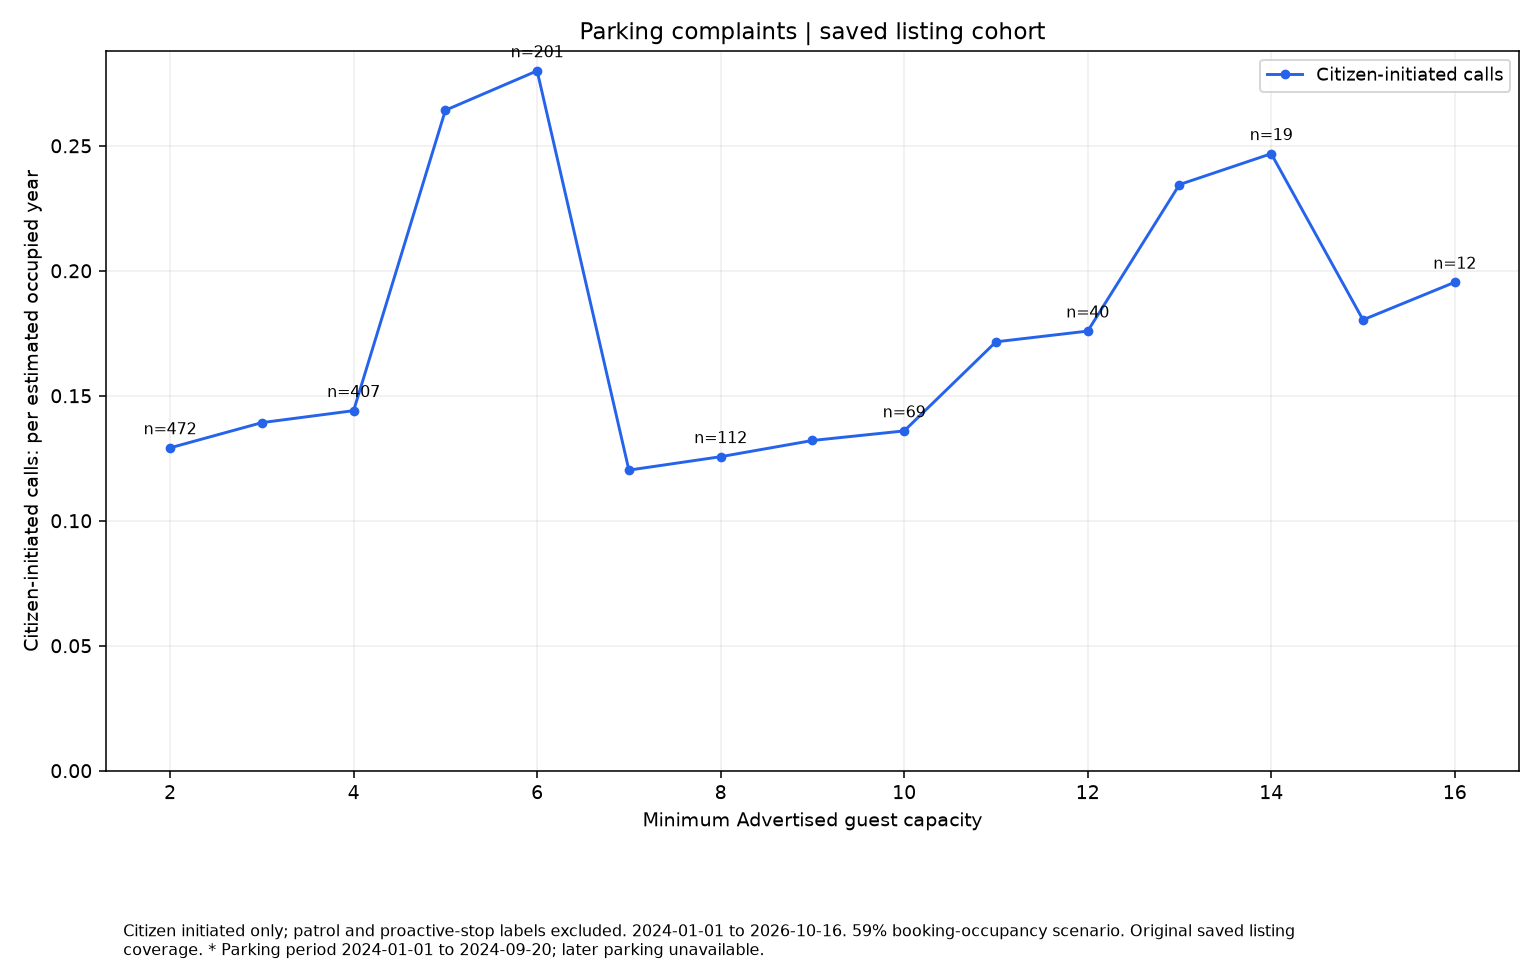 Parking complaints | saved listing cohort
Citizen-initiated calls
Citizen-initiated calls: per estimated occupied year
0.25
0.20
0.15
0.10
0.05
0.00
n=472
n=407
n=201
n=112
n=69
n=40
n=19
n=12
2 4 6 8 10 12 14 16
Minimum Advertised guest capacity
Citizen initiated only; patrol and proactive-stop labels excluded. 2024-01-01 to 2026-10-16. 59% booking-occupancy scenario. Original saved listing
coverage. * Parking period 2024-01-01 to 2024-09-20; later parking unavailable.